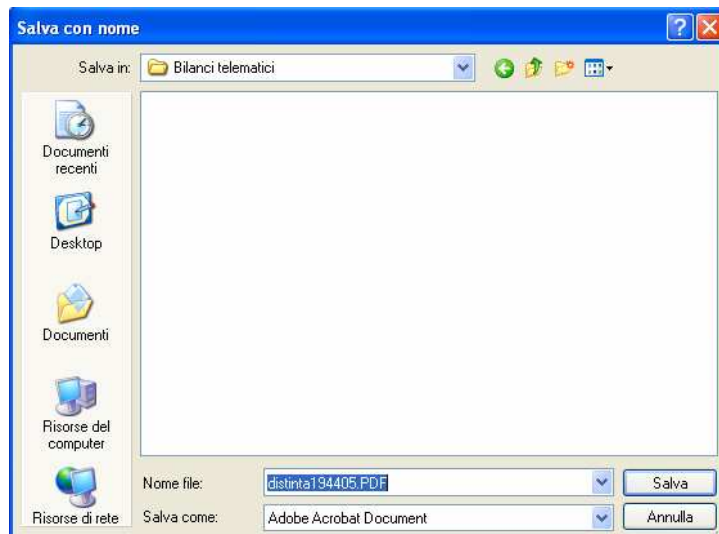 Salva con nome
Salva in: Bilanci telematici
Documenti
recenti
Desktop
Documenti
Risorse del
computer
Risorse di rete
Nome file: distinta194405.PDF Salva
Salva come: Adobe Acrobat Document Annulla